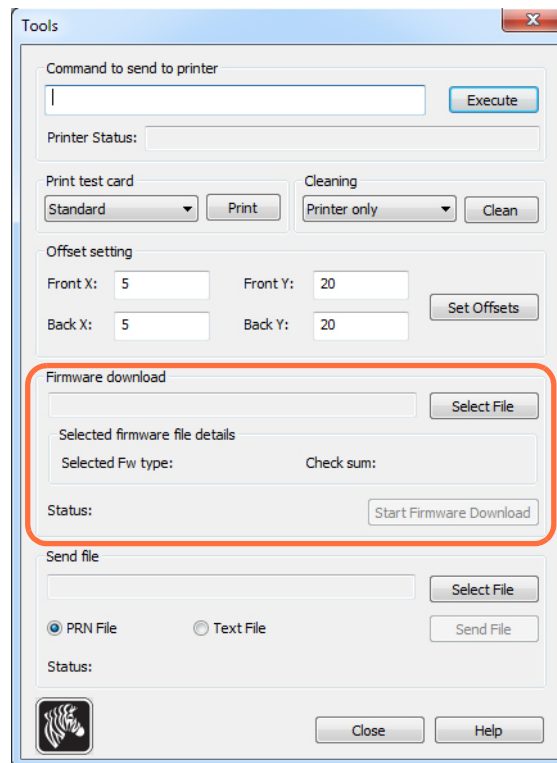 Tools
Command to send to printer
Execute
Printer Status:
Print test card
Cleaning
Standard
Print
Printer only
Clean
Offset setting
Front X: 5 Front Y: 20
Set Offsets
Back X: 5 Back Y: 20
Firmware download
Select File
Selected firmware file details
Selected Fw type: Check sum:
Status:
Start Firmware Download
Send file
Select File
PRN File Text File
Send File
Status:
Close
Help